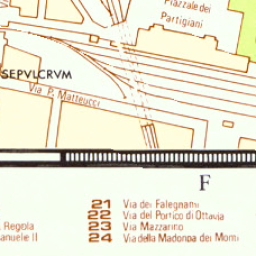 Piazzale dei
Partigiani
SEPVLCRVM
Via P. Matteucci
F
21 Via dei Falegnami
22 Via del Portico di Ottavia
23 Via Mazzarino
24 Via della Madonna dei Monti
Regola
anuele II